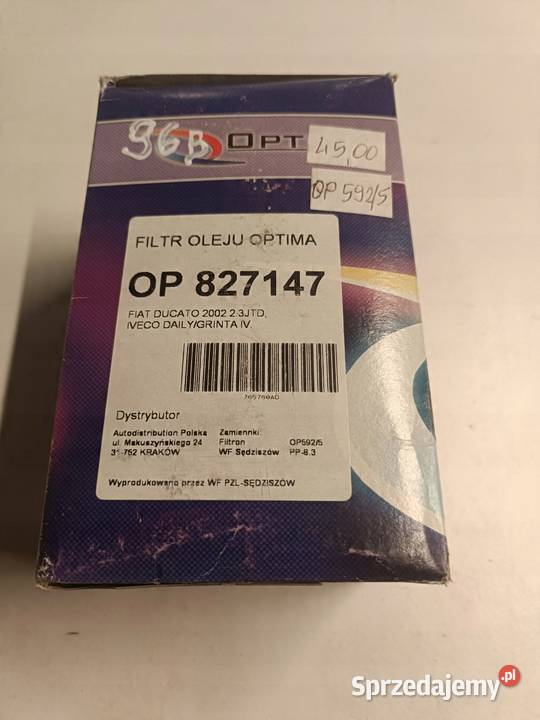 96B
OPT
45,00
OP 592/5
FILTR OLEJU OPTIMA
OP 827147
FIAT DUCATO 2002 2.3JTD,
IVECO DAILY/GRINTA IV.
765760AD
Dystrybutor
Autodistribution Polska
ul. Makuszyńskiego 24
31-752 KRAKÓW
Zamienniki:
Filtron OP592/5
WF Sędziszów PP-8.3
Wyprodukowano przez WF PZL-SĘDZISZÓW
Sprzedajemy.pl